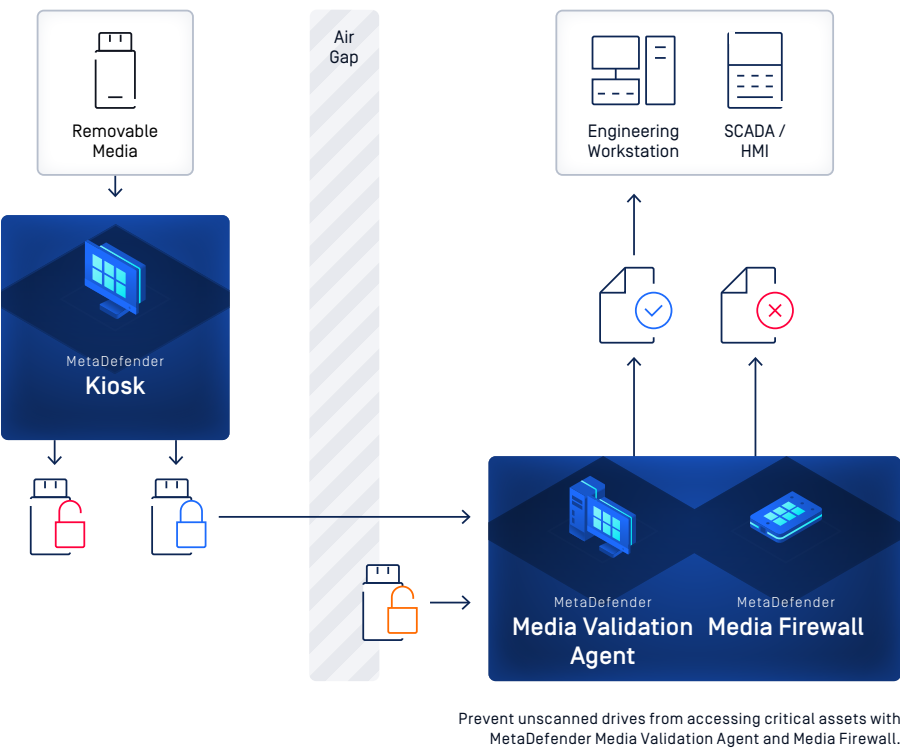 Removable
Media
Air
Gap
Engineering
Workstation
SCADA /
HMI
MetaDefender
Kiosk
MetaDefender
Media Validation
Agent
MetaDefender
Media Firewall
Prevent unscanned drives from accessing critical assets with
MetaDefender Media Validation Agent and Media Firewall.